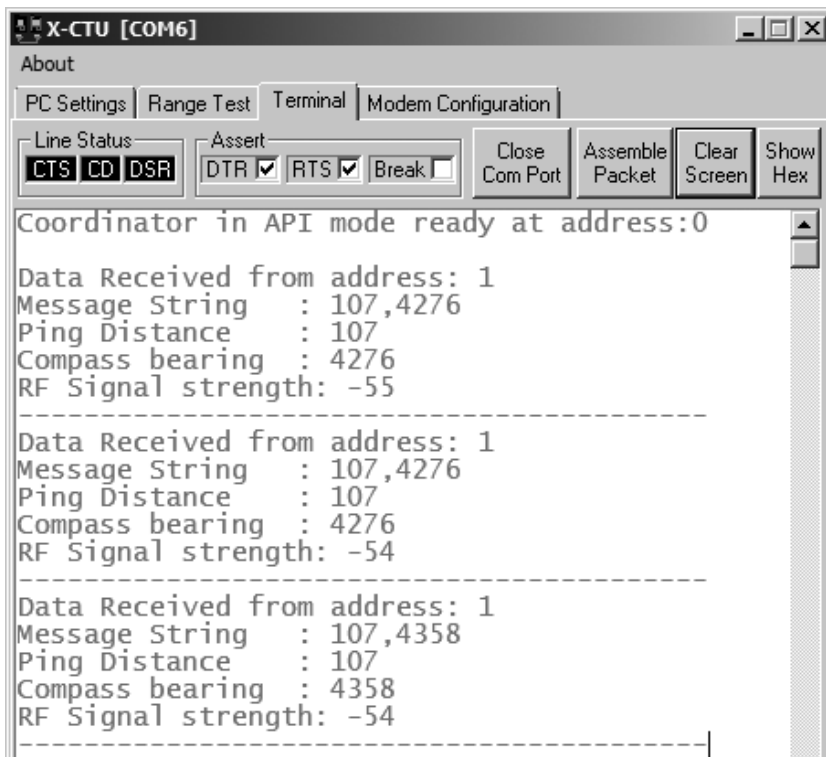 X-CTU [COM6]
About
PC Settings Range Test Terminal Modem Configuration
Line Status Assert
CTS CD DSR DTR RTS Break
Close Com Port
Assemble Packet
Clear Screen
Show Hex
Coordinator in API mode ready at address:0
Data Received from address: 1
Message String : 107,4276
Ping Distance : 107
Compass bearing : 4276
RF Signal strength: -55
------------------------------------------
Data Received from address: 1
Message String : 107,4276
Ping Distance : 107
Compass bearing : 4276
RF Signal strength: -54
------------------------------------------
Data Received from address: 1
Message String : 107,4358
Ping Distance : 107
Compass bearing : 4358
RF Signal strength: -54
------------------------------------------